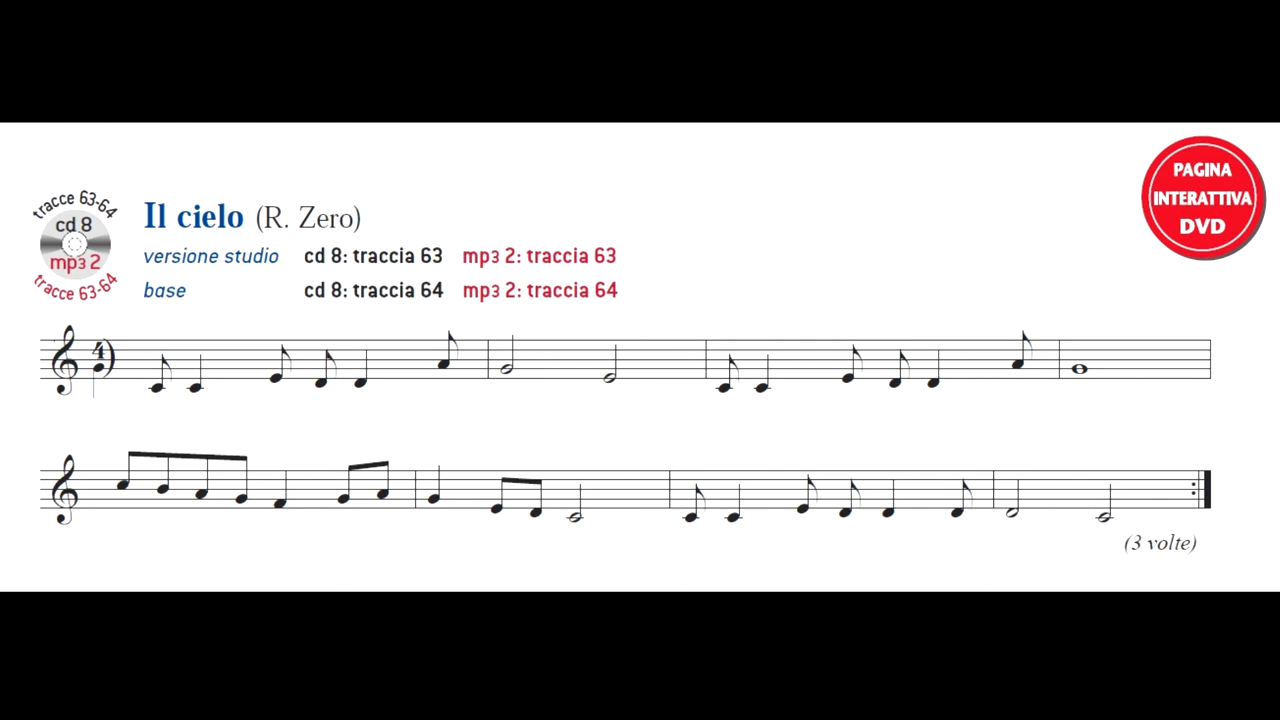 PAGINA
INTERATTIVA
DVD
tracce 63-64
cd 8
mp3 2
tracce 63-64
Il cielo (R. Zero)
versione studio cd 8: traccia 63 mp3 2: traccia 63
base cd 8: traccia 64 mp3 2: traccia 64
4
(3 volte)